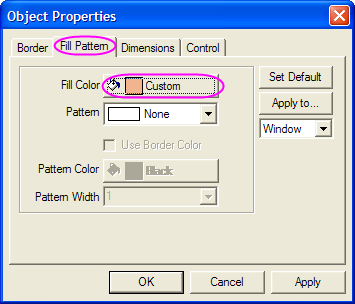 Object Properties
Border Fill Pattern Dimensions Control
Fill Color Custom Set Default
Pattern None Apply to...
Use Border Color Window
Pattern Color Black
Pattern Width 1
OK Cancel Apply